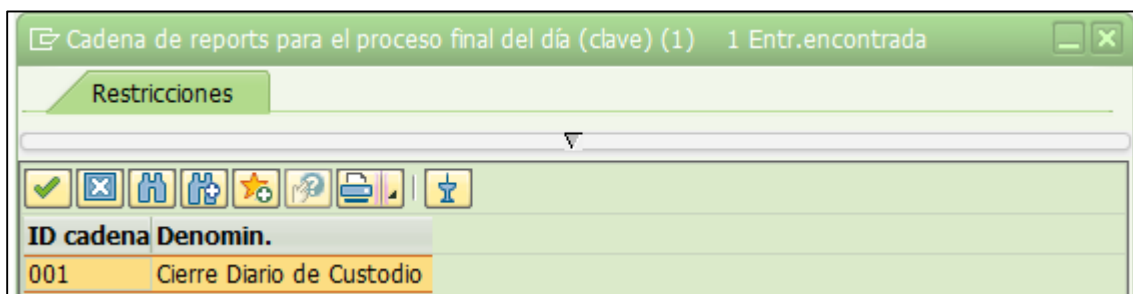 Cadena de reports para el proceso final del día (clave) (1) 1 Entr.encontrada
Restricciones
ID cadena Denomin.
001 Cierre Diario de Custodio